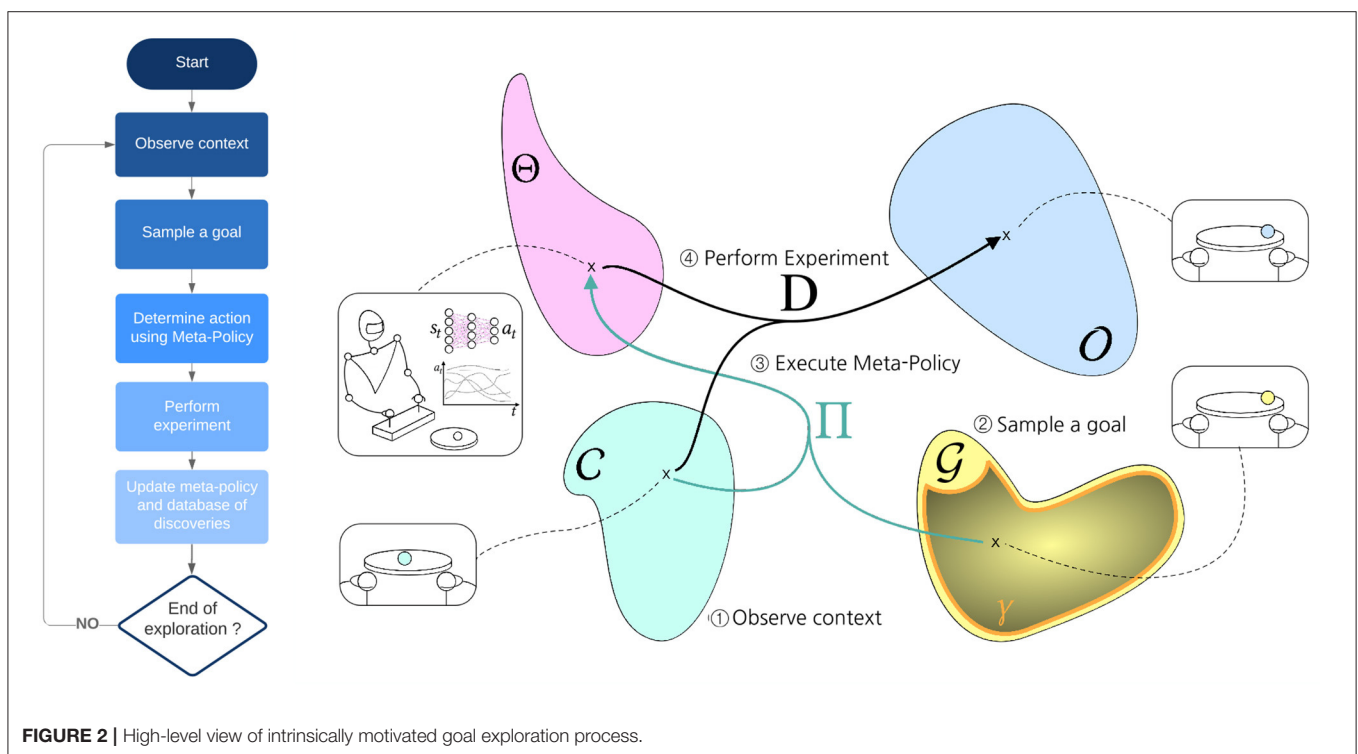 Start
Observe context
Sample a goal
Determine action
using Meta-Policy
Perform
experiment
Update meta-policy
and database of
discoveries
End of
exploration ?
NO
Θ
④ Perform Experiment
D
O
s_t
a_t
a_t
t
③ Execute Meta-Policy
Π
② Sample a goal
C
G
γ
① Observe context
x
x
x
x
FIGURE 2 | High-level view of intrinsically motivated goal exploration process.